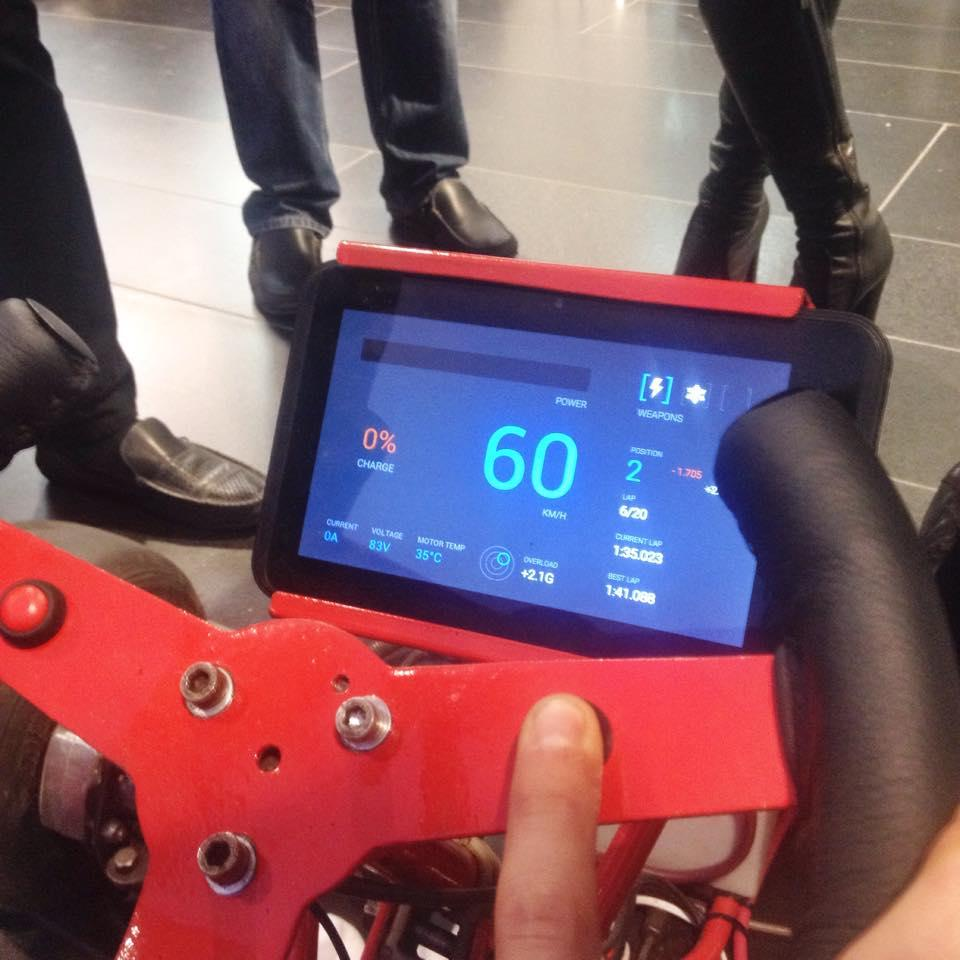 POWER
WEAPONS
0%
CHARGE
60
KM/H
POSITION
2
-1.705
LAP
6/20
CURRENT LAP
1:35.023
BEST LAP
1:41.088
CURRENT
0A
VOLTAGE
83V
MOTOR TEMP
35°C
OVERLOAD
+2.1G